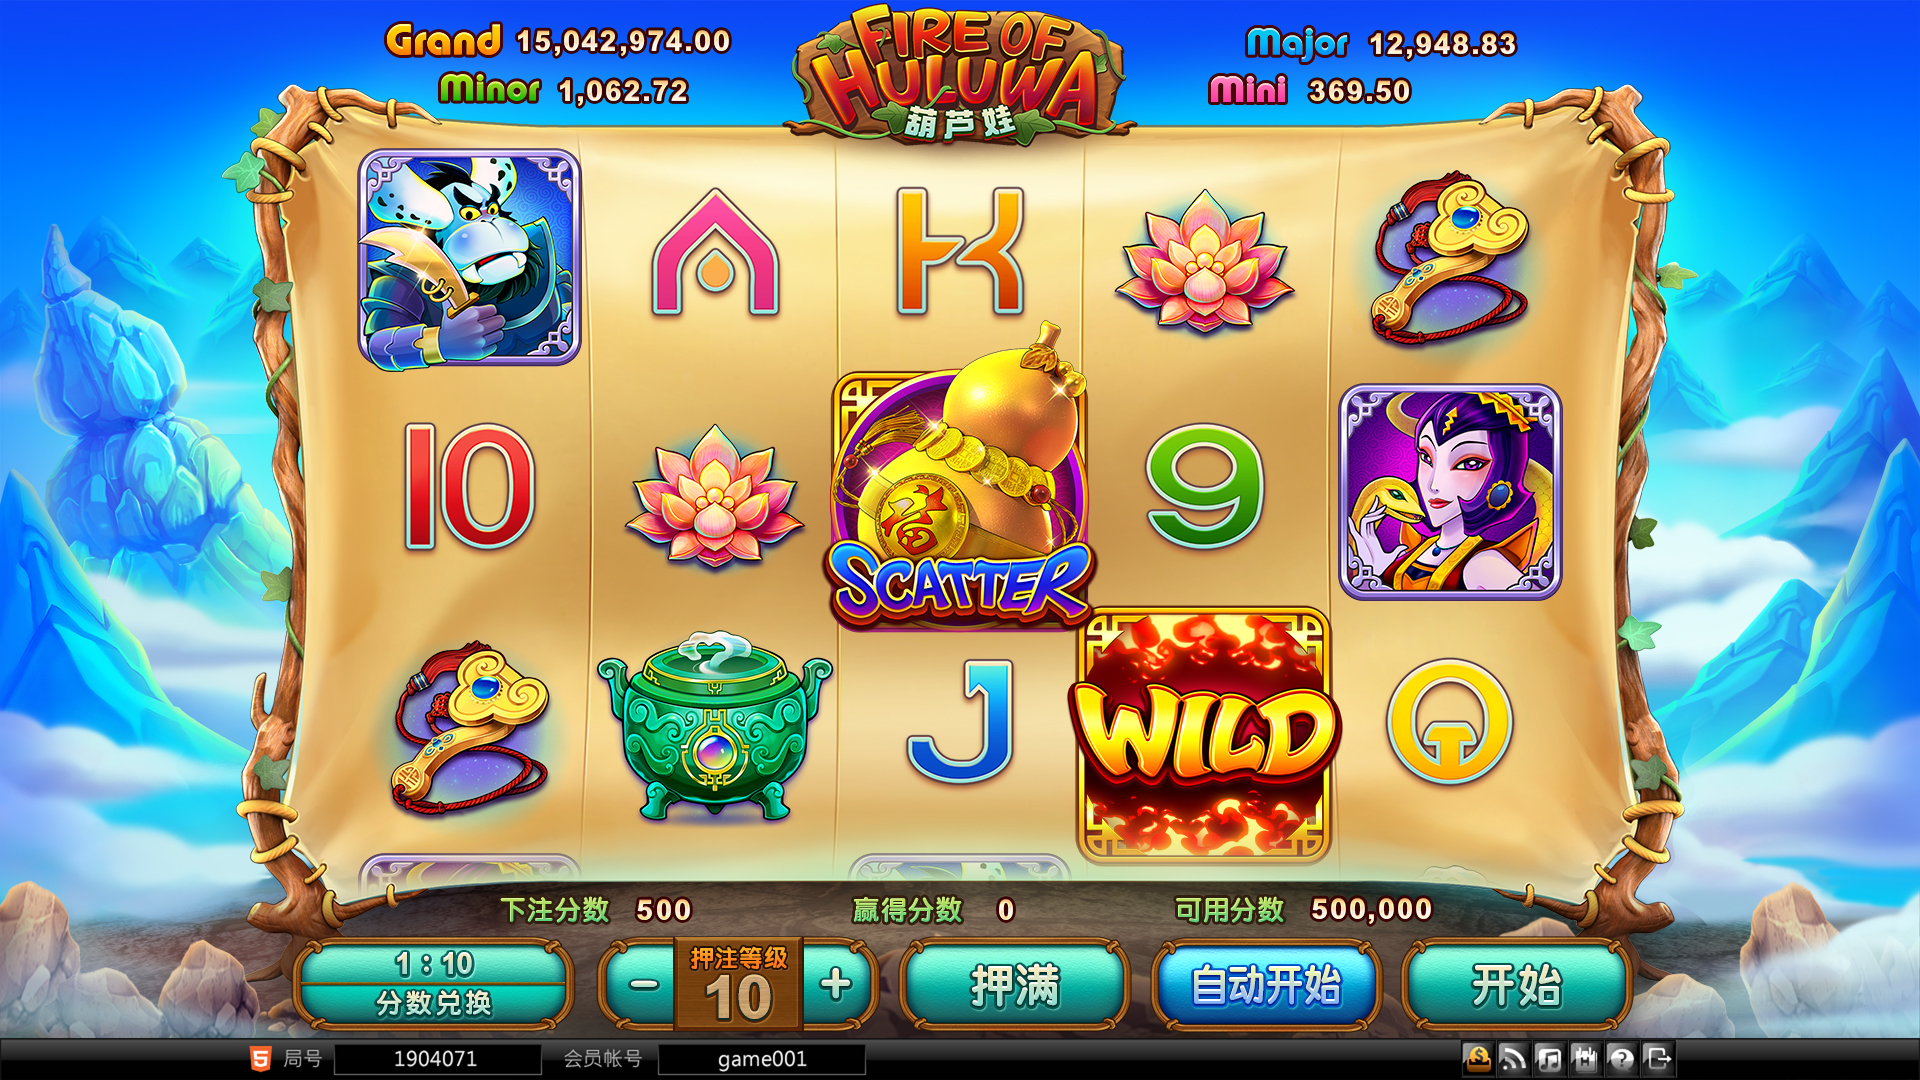 Grand 15,042,974.00
FIRE OF
HULUWA
葫芦娃
Major 12,948.83
Minor 1,062.72
Mini 369.50
A
K
10
福
SCATTER
9
J
WILD
Q
下注分数 500
赢得分数 0
可用分数 500,000
1:10
分数兑换
-
押注等级
10
+
押满
自动开始
开始
5 局号 1904071 会员帐号 game001